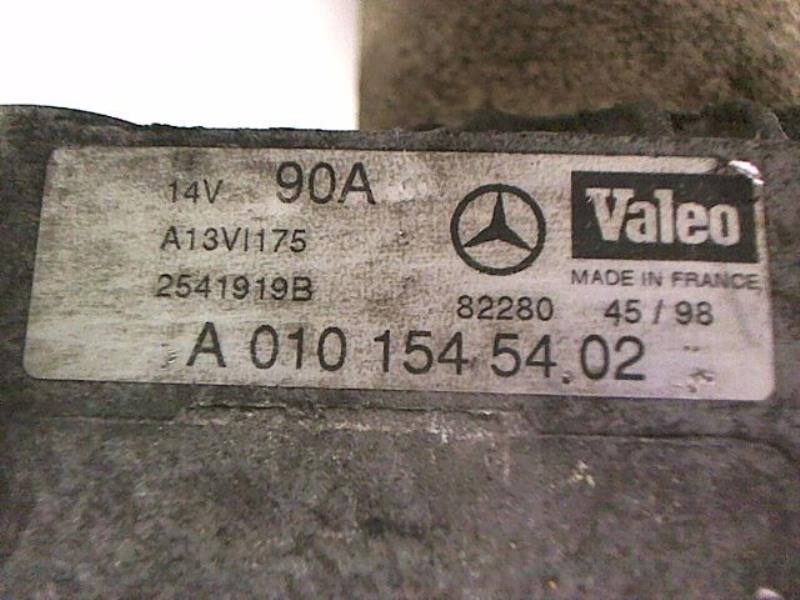 14V 90A
Valeo
A13VI175
MADE IN FRANCE
2541919B
82280 45 / 98
A 010 154 54.02